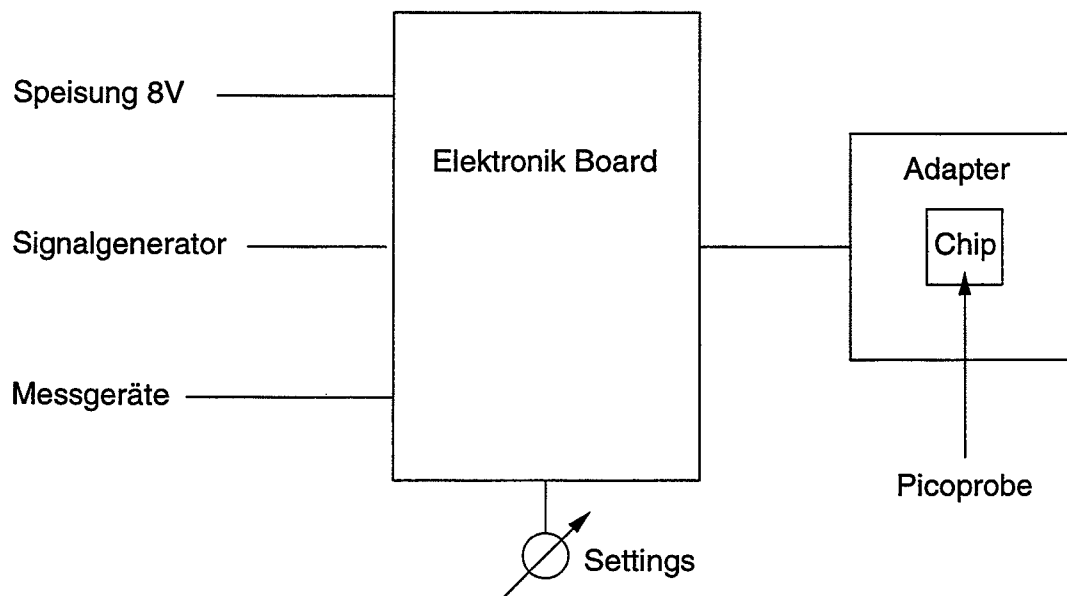 Speisung 8V
Elektronik Board
Adapter
Signalgenerator
Chip
Messgeräte
Picoprobe
Settings